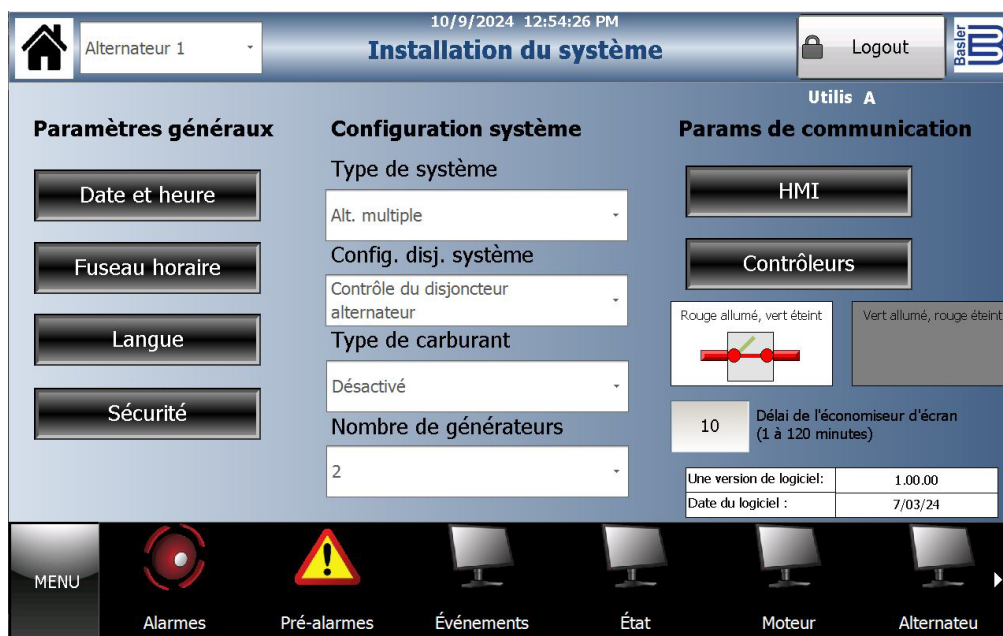 10/9/2024 12:54:26 PM
Alternateur 1
Installation du système
Logout
Basler
Utilis A
Paramètres généraux
Date et heure
Fuseau horaire
Langue
Sécurité
Configuration système
Type de système
Alt. multiple
Config. disj. système
Contrôle du disjoncteur
alternateur
Type de carburant
Désactivé
Nombre de générateurs
2
Params de communication
HMI
Contrôleurs
Rouge allumé, vert éteint
Vert allumé, rouge éteint
10
Délai de l'économiseur d'écran
(1 à 120 minutes)
Une version de logiciel: 1.00.00
Date du logiciel : 7/03/24
MENU
Alarmes
Pré-alarmes
Événements
État
Moteur
Alternateu